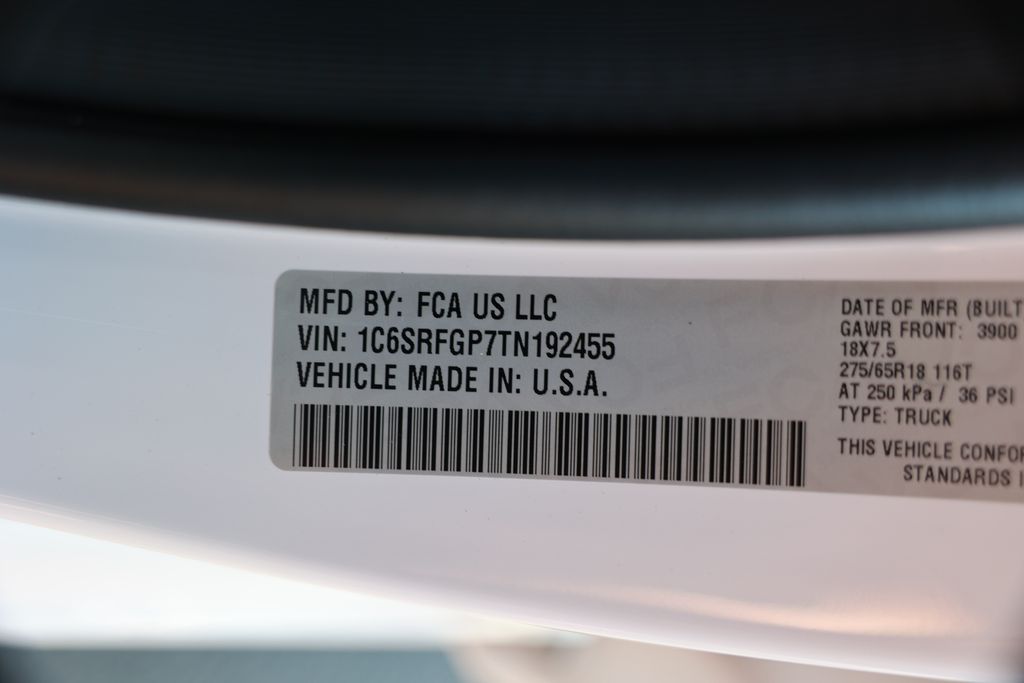 MFD BY: FCA US LLC
VIN: 1C6SRFGP7TN192455
VEHICLE MADE IN: U.S.A.
DATE OF MFR (BUILT
GAWR FRONT: 3900
18X7.5
275/65R18 116T
AT 250 kPa / 36 PSI
TYPE: TRUCK
THIS VEHICLE CONFOR
STANDARDS I